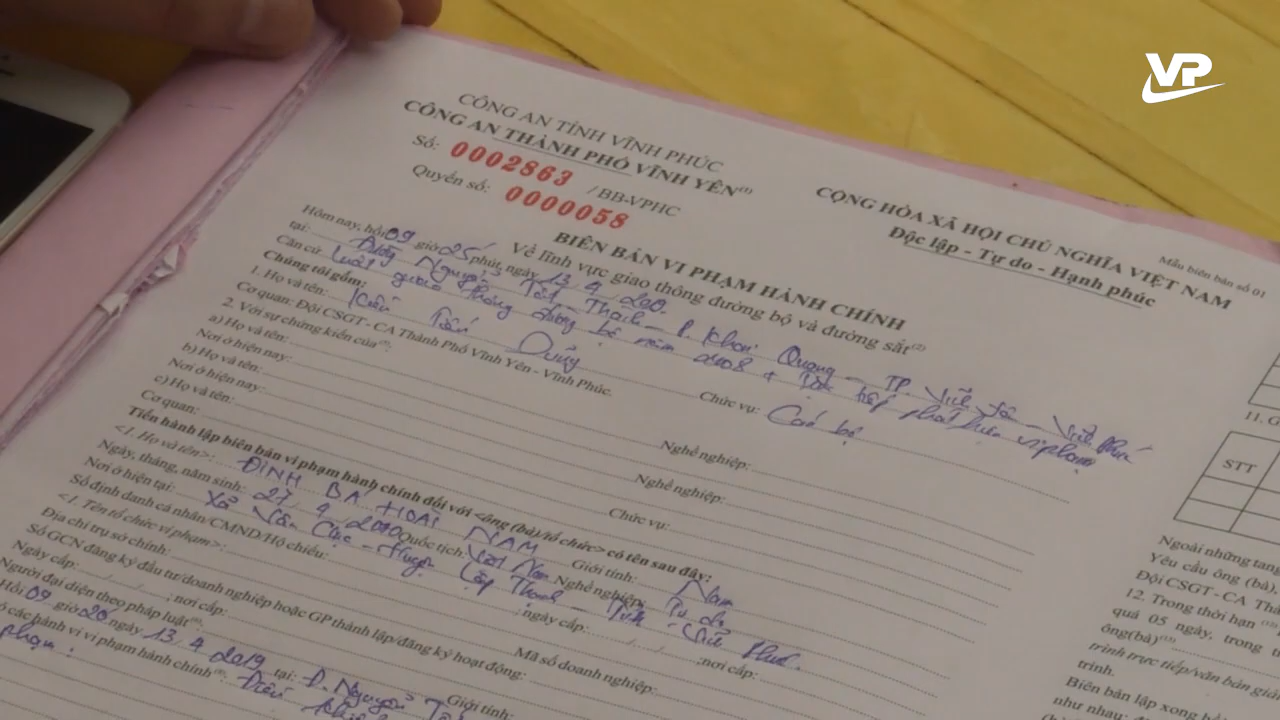 VP
CÔNG AN TỈNH VĨNH PHÚC
CÔNG AN THÀNH PHỐ VĨNH YÊN⁽¹⁾
Số: 0002863 / BB-VPHC
Quyển số: 0000058
Mẫu biên bản số 01
CỘNG HÒA XÃ HỘI CHỦ NGHĨA VIỆT NAM
Độc lập - Tự do - Hạnh phúc
BIÊN BẢN VI PHẠM HÀNH CHÍNH
Về lĩnh vực giao thông đường bộ và đường sắt⁽²⁾
Hôm nay, hồi 09 giờ 25 phút, ngày 13, 4, 201
tại: Đường Nguyễn Tất Thành - P. Khai Quang - TP. Vĩnh Yên - Vĩnh Phúc
Căn cứ: Luật giao thông đường bộ năm 2008 + phát hiện vi phạm
Chúng tôi gồm:
1. Họ và tên: Tiến Dũng Chức vụ: Cán bộ
Cơ quan: Đội CSGT - CA Thành Phố Vĩnh Yên - Vĩnh Phúc.
2. Với sự chứng kiến của
a) Họ và tên: Nghề nghiệp:
Nơi ở hiện nay:
b) Họ và tên: Nghề nghiệp:
Nơi ở hiện nay:
c) Họ và tên: Chức vụ:
Cơ quan:
Tiến hành lập biên bản vi phạm hành chính đối với <ông (bà)/tổ chức> có tên sau đây:
<1. Họ và tên>: ĐINH BÁ HOÀI NAM Giới tính: Nam
Ngày, tháng, năm sinh: 27, 4, 2000 Quốc tịch: Việt Nam Nghề nghiệp: Tự do
Nơi ở hiện tại: Xã Vân Trục - Huyện Lập Thạch - Tỉnh Vĩnh Phúc.
Số định danh cá nhân/CMND/Hộ chiếu: ;ngày cấp: / / ;nơi cấp:
<1. Tên tổ chức vi phạm>:
Địa chỉ trụ sở chính: Mã số doanh nghiệp:
Số GCN đăng ký đầu tư/doanh nghiệp hoặc GP thành lập/đăng ký hoạt động:
Ngày cấp: / / ; nơi cấp:
Người đại diện theo pháp luật Giới tính:
Hồi 09 giờ 20 ngày 13, 4, 2019 tại: Đ. Nguyễn
các hành vi vi phạm hành chính Điều
phạm:
11. G
STT
Ngoài những tang
Yêu cầu ông (bà),
Đội CSGT - CA Th
12. Trong thời hạn
quá 05 ngày, trong t
ông(bà)
trình trực tiếp/văn bản giải
trình.
Biên bản lập xong
như nhau; đ